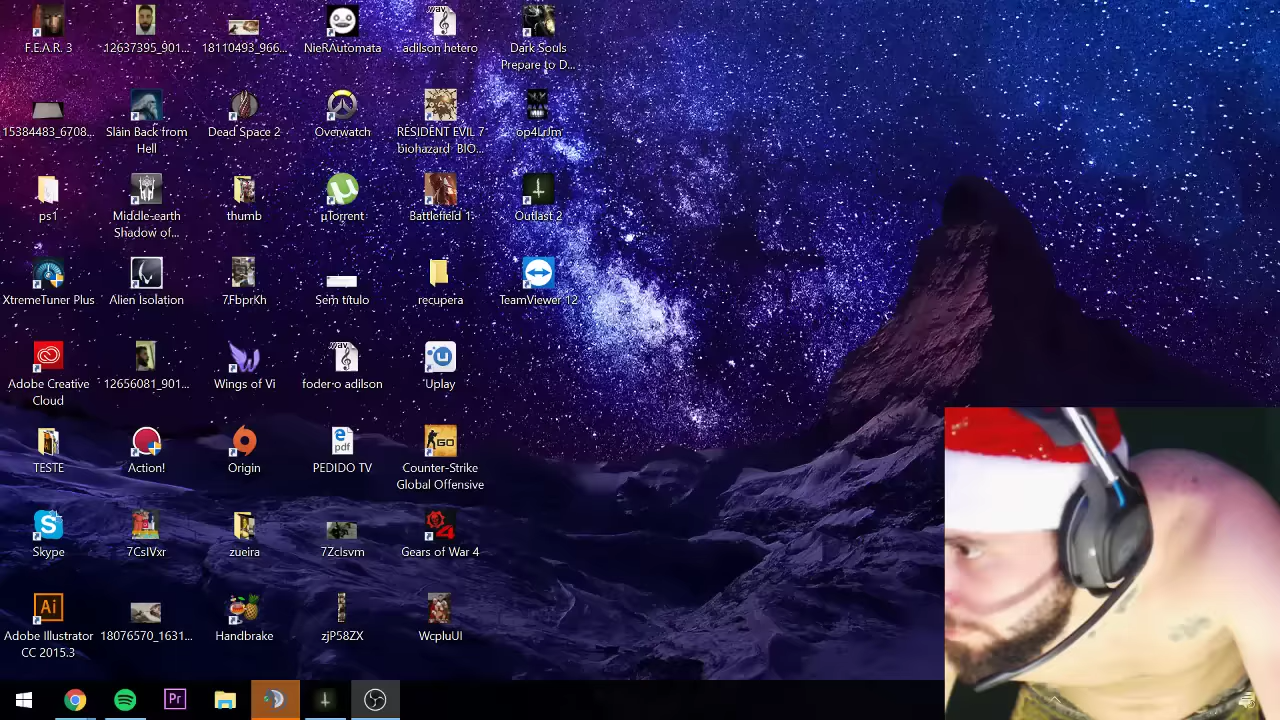 F.E.A.R. 3
12637395_901...
18110493_966...
NieRAutomata
adilson hetero
Dark Souls
Prepare to D...
15384483_6708...
Slain Back from
Hell
Dead Space 2
Overwatch
RESIDENT EVIL 7
biohazard BIO...
op4LrJm
ps1
Middle-earth
Shadow of...
thumb
µTorrent
Battlefield 1
Outlast 2
XtremeTuner Plus
Alien Isolation
7FbprKh
Sem título
recupera
TeamViewer 12
Adobe Creative
Cloud
12656081_901...
Wings of Vi
foder o adilson
Uplay
TESTE
Action!
Origin
PEDIDO TV
Counter-Strike
Global Offensive
Skype
7CsIVxr
zueira
7Zclsvm
Gears of War 4
Adobe Illustrator
CC 2015.3
18076570_1631...
Handbrake
zjP58ZX
WcpluUI